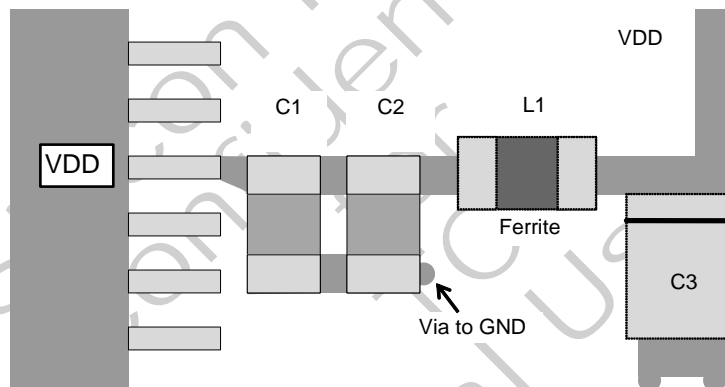 VDD
C1
C2
L1
VDD
Ferrite
C3
Via to GND